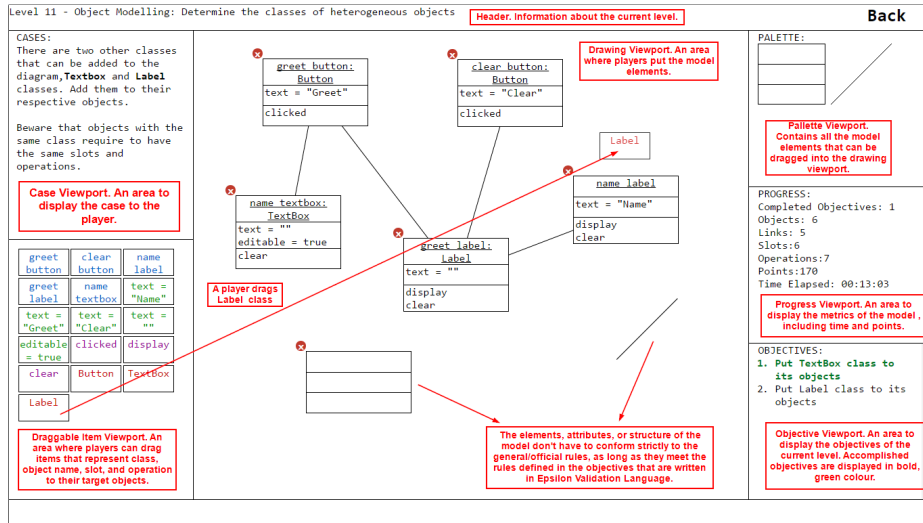 Level 11 - Object Modelling: Determine the classes of heterogeneous objects
Header. Information about the current level.
Back
CASES:
There are two other classes
that can be added to the
diagram,Textbox and Label
classes. Add them to their
respective objects.
Beware that objects with the
same class require to have
the same slots and
operations.
Case Viewport. An area to
display the case to the
player.
greet
button
clear
button
name
label
greet
label
name
textbox
text =
"Name"
text =
"Greet"
text =
"Clear"
text =
""
editable
= true
clicked
display
clear
Button
TextBox
Label
Draggable Item Viewport. An
area where players can drag
items that represent class,
object name, slot, and operation
to their target objects.
greet button:
Button
text = "Greet"
clicked
clear button:
Button
text = "Clear"
clicked
Drawing Viewport. An area
where players put the model
elements.
Label
name label
text = "Name"
display
clear
name textbox:
TextBox
text = ""
editable = true
clear
greet label:
Label
text = ""
display
clear
A player drags
Label class
The elements, attributes, or structure of the
model don't have to conform strictly to the
general/official rules, as long as they meet the
rules defined in the objectives that are written
in Epsilon Validation Language.
PALETTE:
Pallette Viewport.
Contains all the model
elements that can be
dragged into the drawing
viewport.
PROGRESS:
Completed Objectives: 1
Objects: 6
Links: 5
Slots:6
Operations:7
Points:170
Time Elapsed: 00:13:03
Progress Viewport. An area to
display the metrics of the model ,
including time and points.
OBJECTIVES:
1. Put TextBox class to
its objects
2. Put Label class to its
objects
Objective Viewport. An area to
display the objectives of the
current level. Accomplished
objectives are displayed in bold,
green colour.